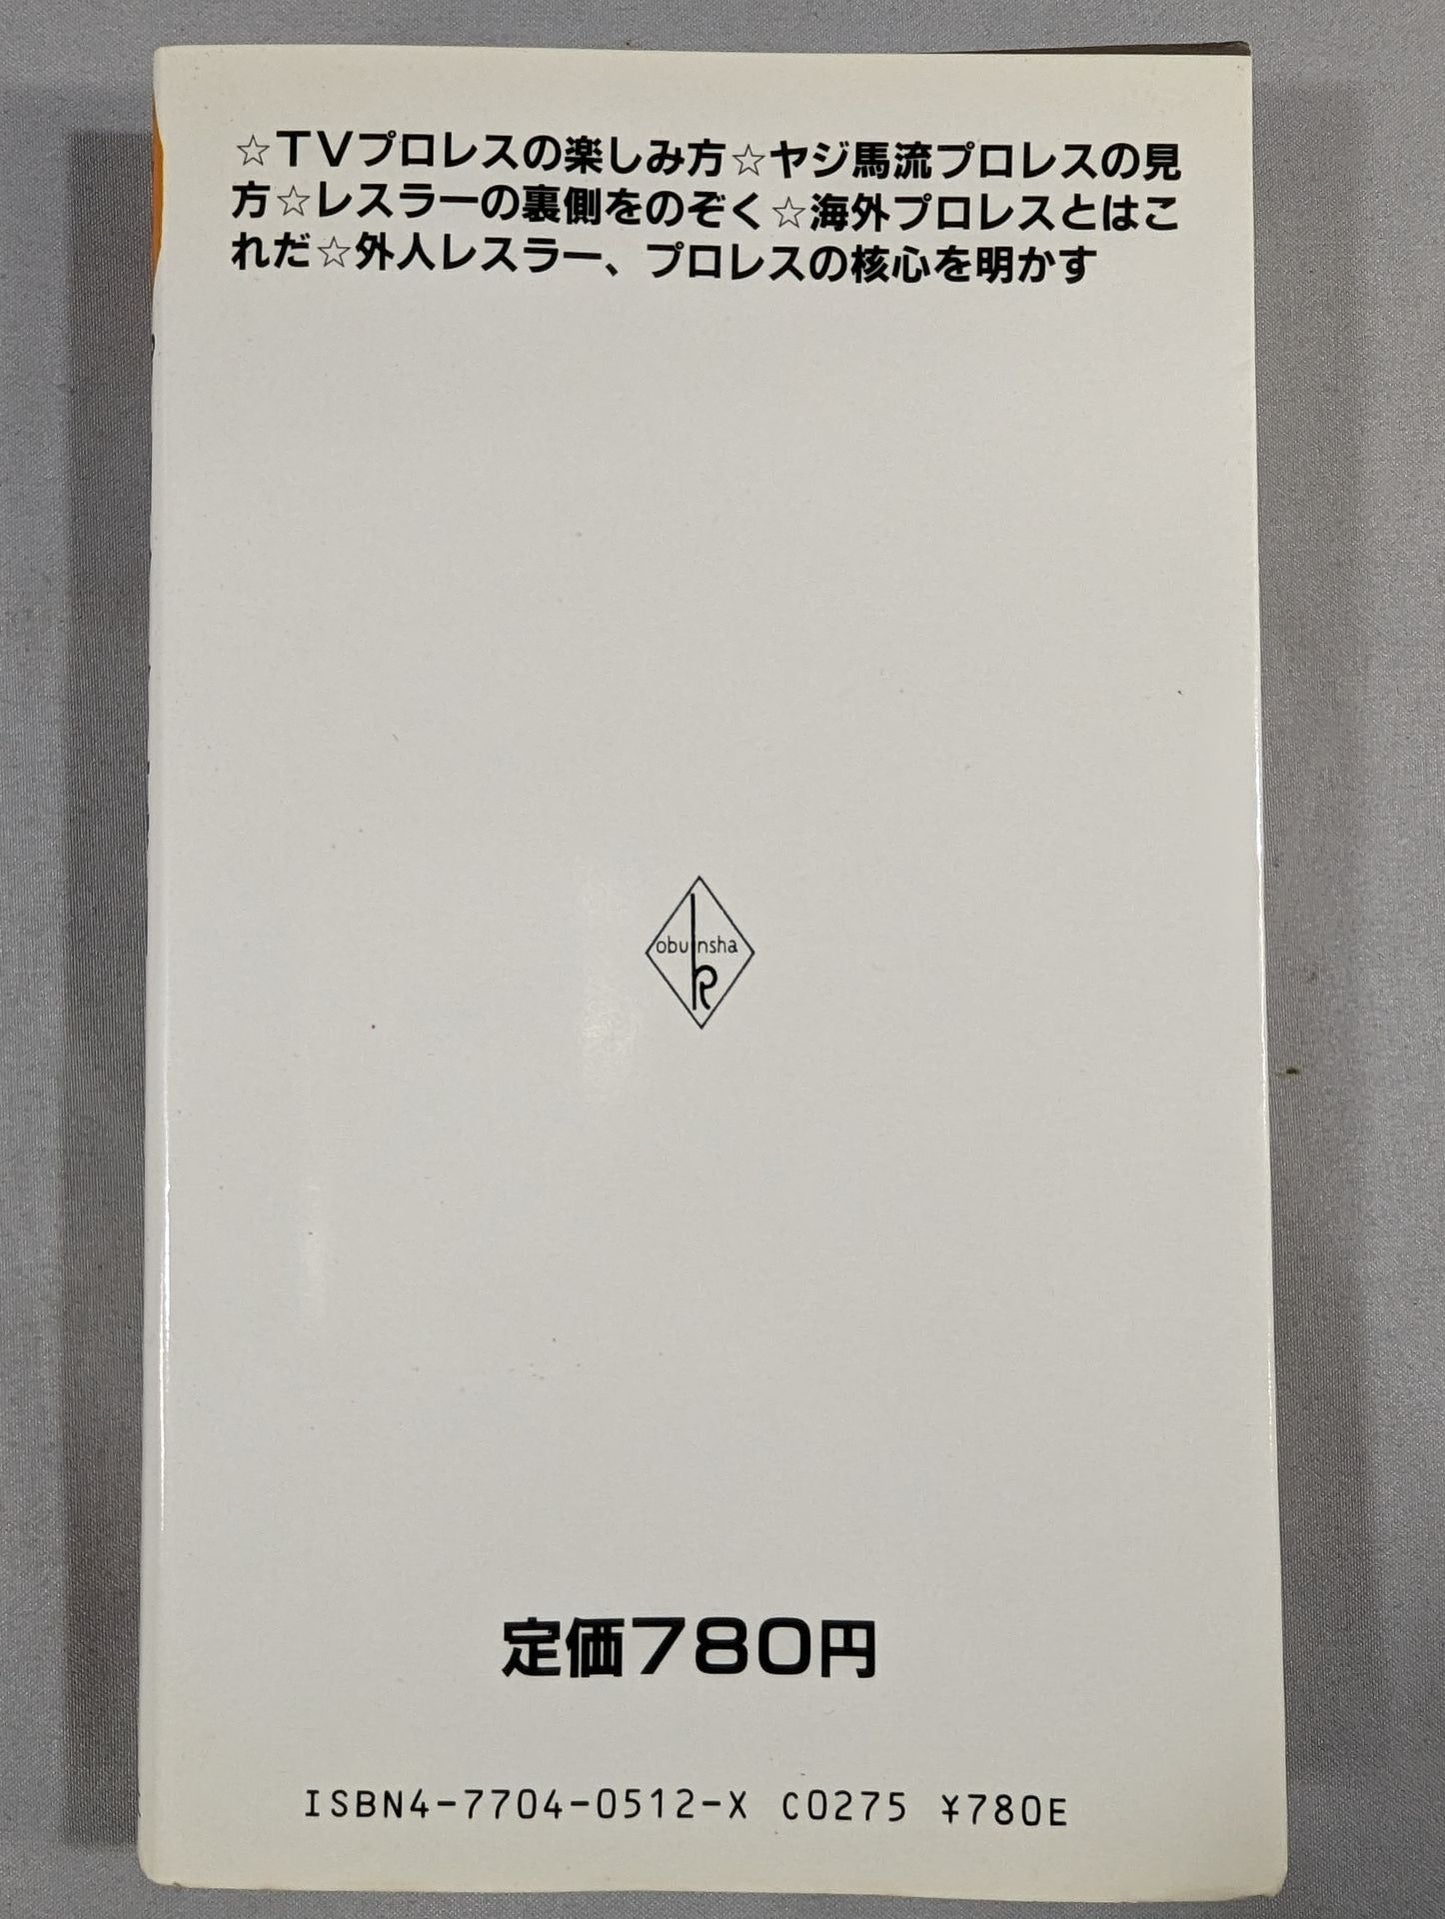 ☆TVプロレスの楽しみ方☆ヤジ馬流プロレスの見
方☆レスラーの裏側をのぞく☆海外プロレスとはこ
れだ☆外人レスラー、プロレスの核心を明かす
obunsha
定価780円
ISBN4-7704-0512-X C0275 ¥780E